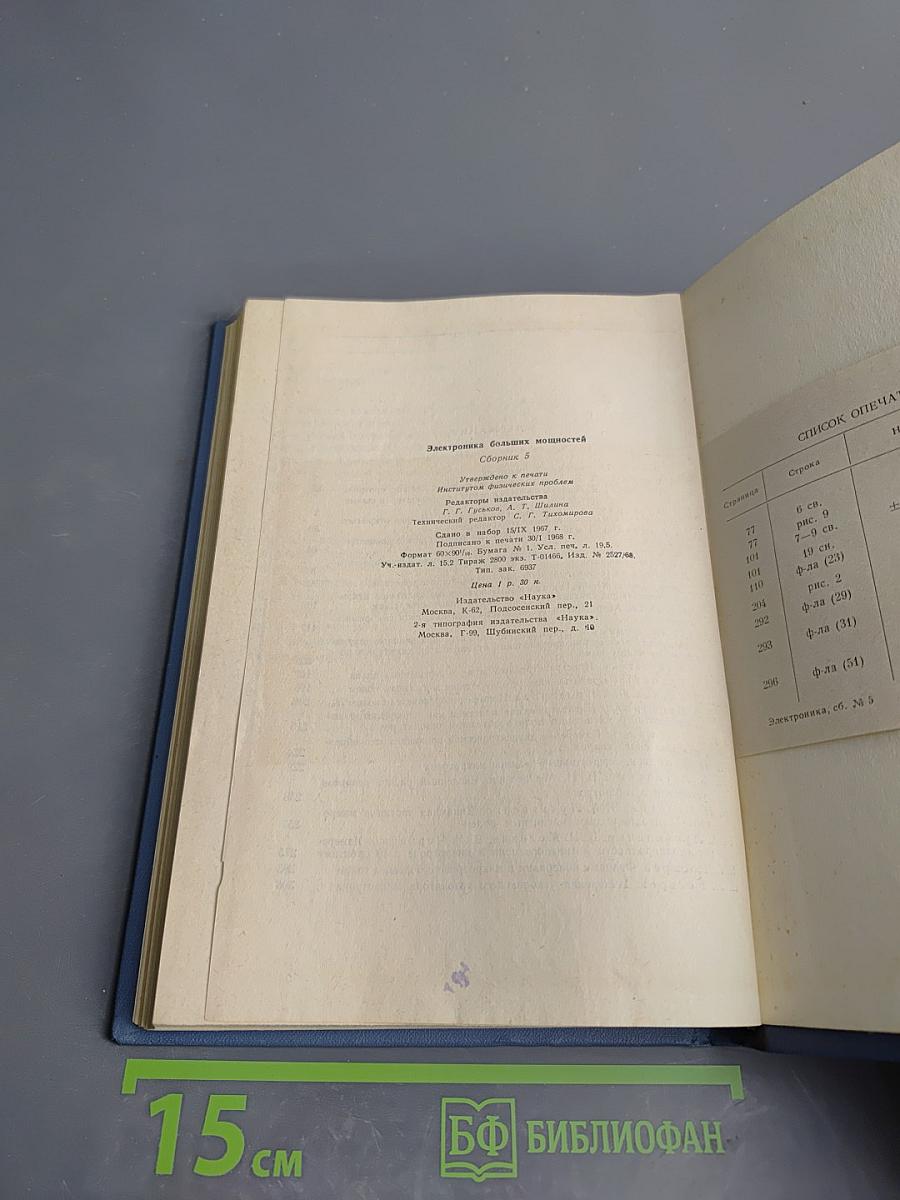 Электроника больших мощностей
Сборник 5
Утверждено к печати
Институтом физических проблем
Редакторы издательства
Г. Г. Гуськов, А. Т. Шилина
Технический редактор С. Г. Тихомирова
Сдано в набор 15/IX 1967 г.
Подписано к печати 30/I 1968 г.
Формат 60×90¹/₁₆. Бумага № 1. Усл. печ. л. 19,5.
Уч.-издат. л. 15,2 Тираж 2800 экз. Т-01466. Изд. № 2527/68.
Тип. зак. 6937
Цена 1 р. 30 к.
Издательство «Наука»
Москва, К-62, Подсосенский пер., 21
2-я типография издательства «Наука».
Москва, Г-99, Шубинский пер., д. 10
СПИСОК ОПЕЧАТ
Страница Строка Н
77 6 св.
77 рис. 9
101 7—9 св.
101 19 сн.
110 ф-ла (23)
204 рис. 2
292 ф-ла (29)
293 ф-ла (31)
296 ф-ла (51)
±
Электроника, сб. № 5
15 см
БФ БИБЛИОФАН